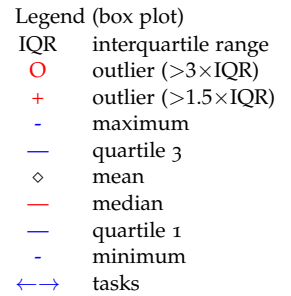 Legend (box plot)
IQR interquartile range
O outlier (>3×IQR)
+ outlier (>1.5×IQR)
- maximum
— quartile 3
⋄ mean
— median
— quartile 1
- minimum
←→ tasks